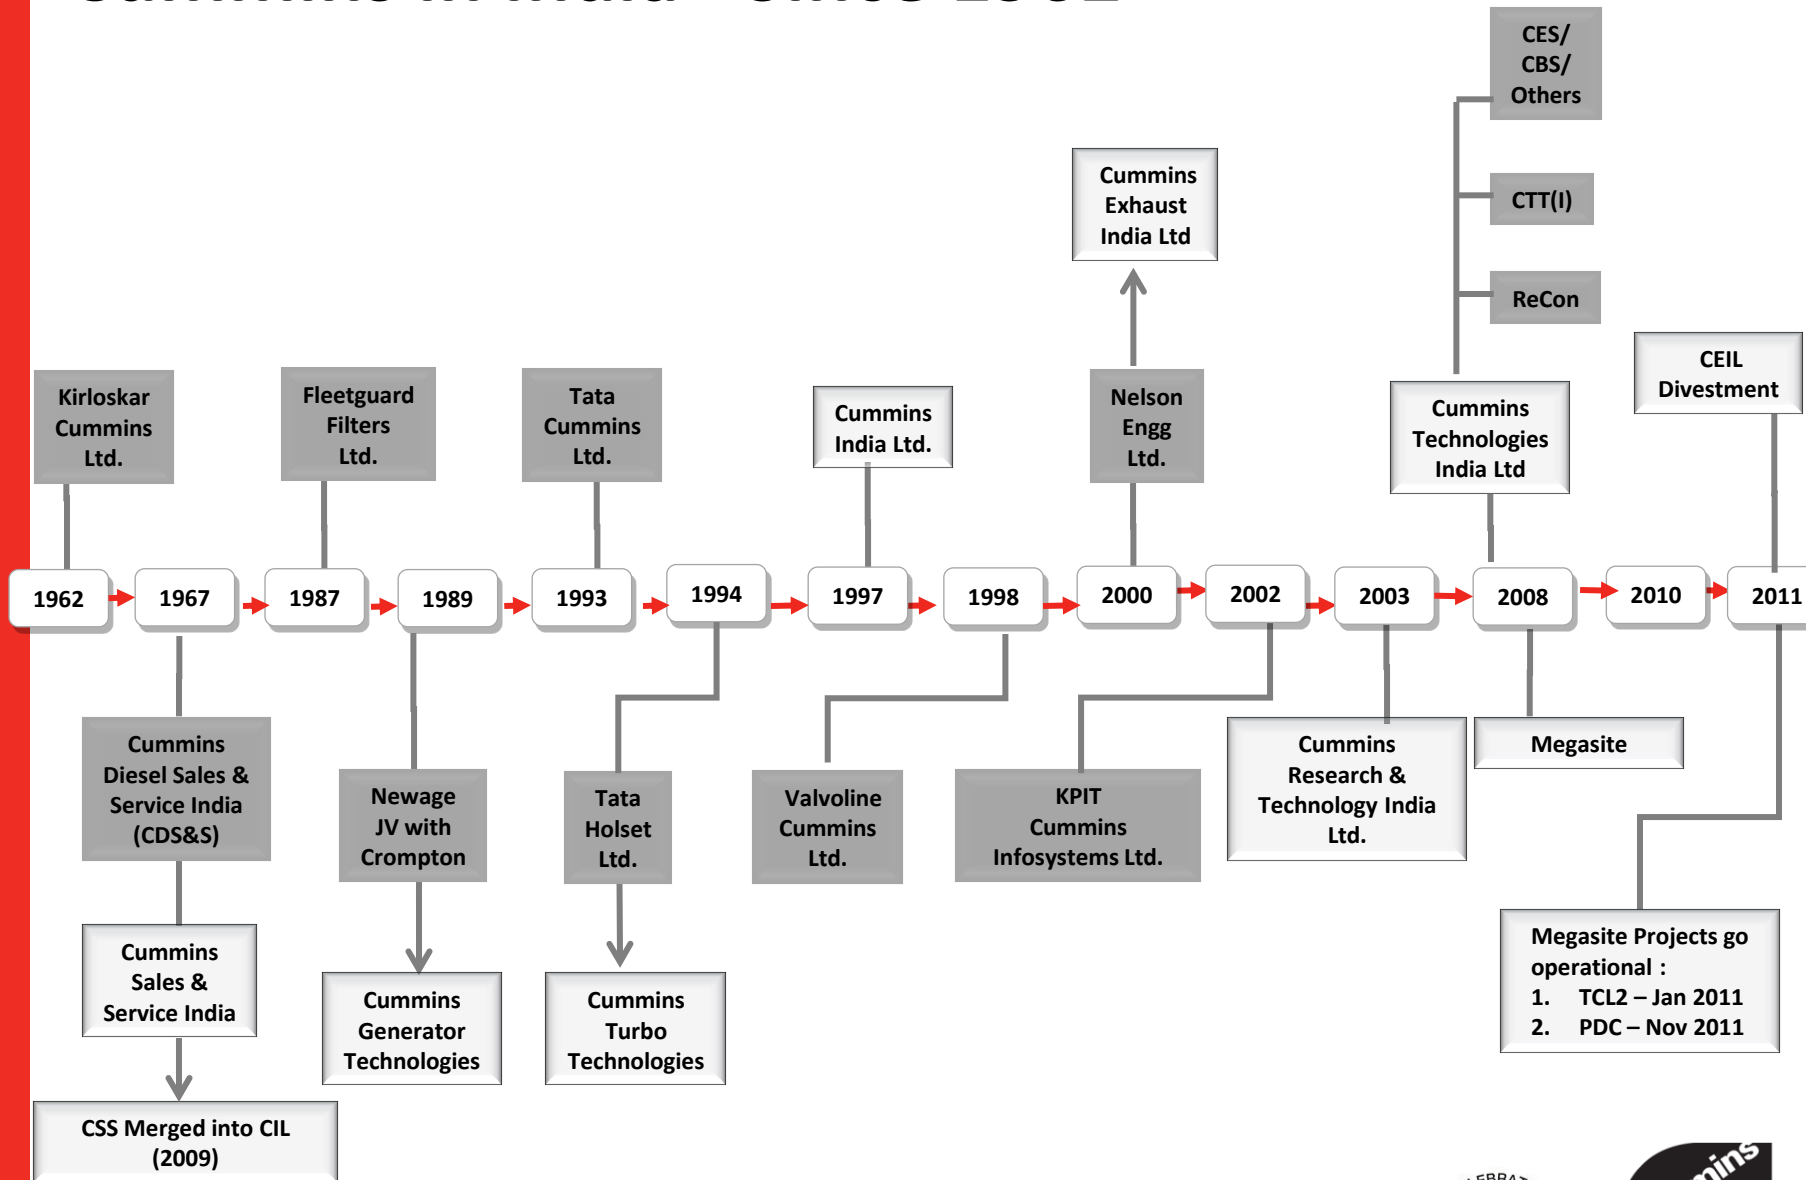 CES/
CBS/
Others
CTT(I)
ReCon
Cummins
Exhaust
India Ltd
CEIL
Divestment
Kirloskar
Cummins
Ltd.
Fleetguard
Filters
Ltd.
Tata
Cummins
Ltd.
Cummins
India Ltd.
Nelson
Engg
Ltd.
Cummins
Technologies
India Ltd
1962
1967
1987
1989
1993
1994
1997
1998
2000
2002
2003
2008
2010
2011
Cummins
Diesel Sales &
Service India
(CDS&S)
Newage
JV with
Crompton
Tata
Holset
Ltd.
Valvoline
Cummins
Ltd.
KPIT
Cummins
Infosystems Ltd.
Cummins
Research &
Technology India
Ltd.
Megasite
Cummins
Sales &
Service India
Cummins
Generator
Technologies
Cummins
Turbo
Technologies
Megasite Projects go
operational :
1. TCL2 – Jan 2011
2. PDC – Nov 2011
CSS Merged into CIL
(2009)